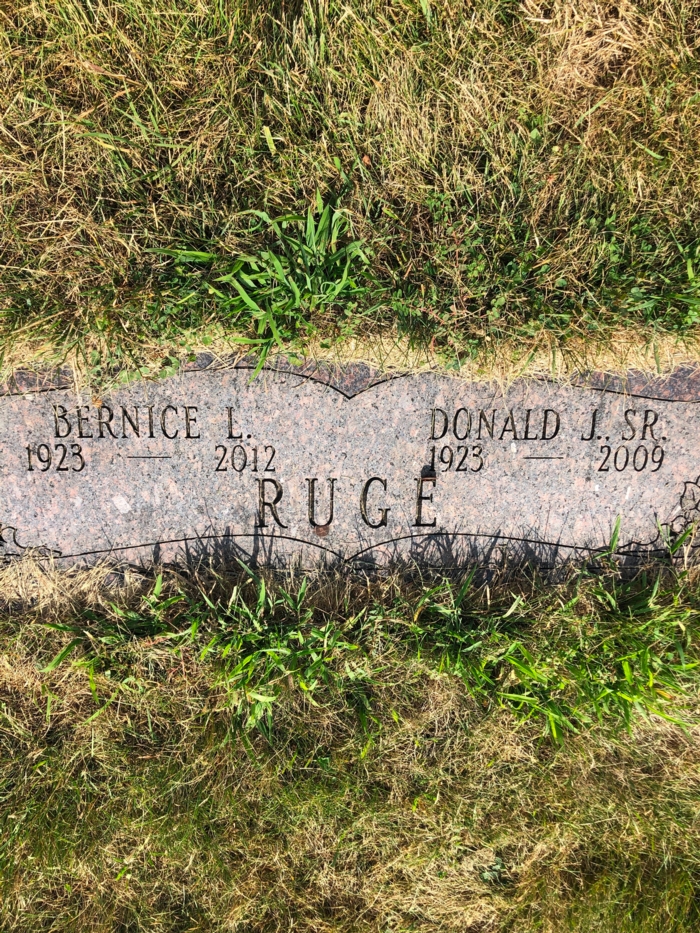 BERNICE L. DONALD J., SR.
1923 — 2012 1923 — 2009
RUGE